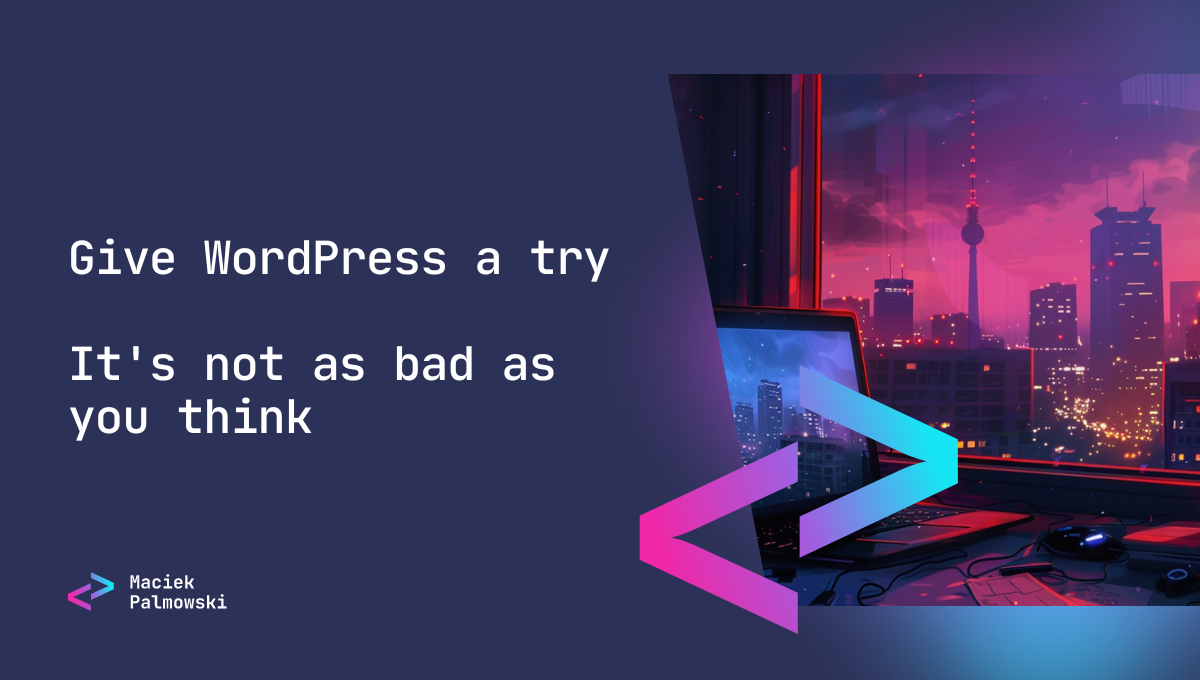 Give WordPress a try
It's not as bad as
you think
Maciek
Palmowski